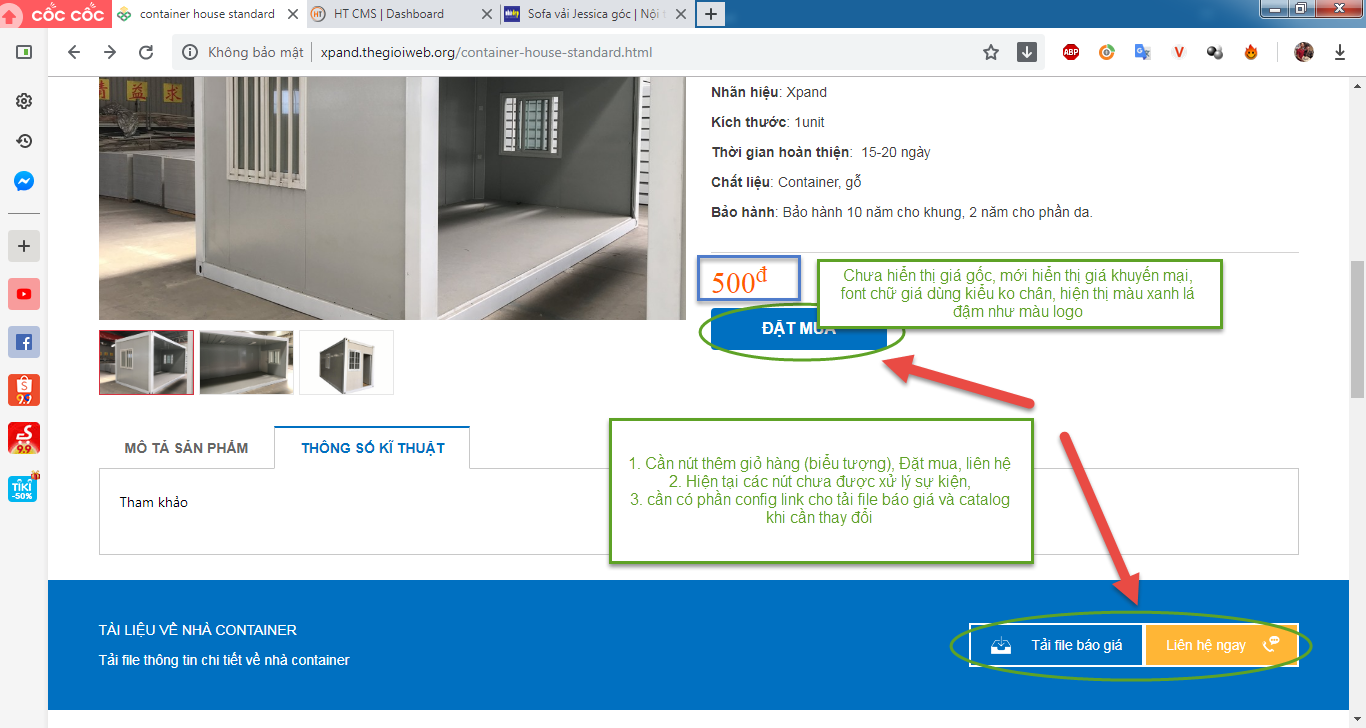 cốc cốc
container house standard
HT CMS | Dashboard
Sofa vải Jessica góc | Nội t
Không bảo mật
xpand.thegioiweb.org/container-house-standard.html
ABP
Nhãn hiệu: Xpand
Kích thước: 1unit
Thời gian hoàn thiện: 15-20 ngày
Chất liệu: Container, gỗ
Bảo hành: Bảo hành 10 năm cho khung, 2 năm cho phần da.
500đ
Chưa hiển thị giá gốc, mới hiển thị giá khuyến mại,
font chữ giá dùng kiểu ko chân, hiện thị màu xanh lá
đậm như màu logo
ĐẶT MUA
9.9
9.9
TIKI
-50%
MÔ TẢ SẢN PHẨM
THÔNG SỐ KĨ THUẬT
Tham khảo
1. Cần nút thêm giỏ hàng (biểu tượng), Đặt mua, liên hệ
2. Hiện tại các nút chưa được xử lý sự kiện,
3. cần có phần config link cho tải file báo giá và catalog
khi cần thay đổi
TÀI LIỆU VỀ NHÀ CONTAINER
Tải file thông tin chi tiết về nhà container
Tải file báo giá
Liên hệ ngay